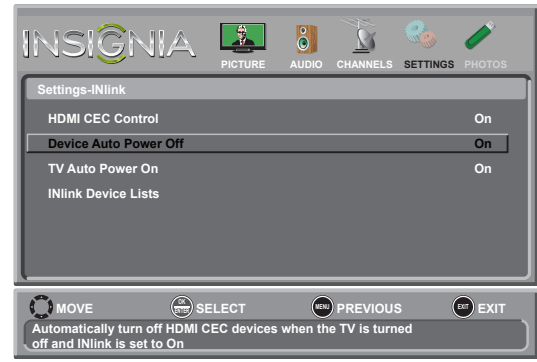 INSIGNIA
PICTURE AUDIO CHANNELS SETTINGS PHOTOS
Settings-INlink
HDMI CEC Control On
Device Auto Power Off On
TV Auto Power On On
INlink Device Lists
MOVE OK ENTER SELECT MENU PREVIOUS EXIT EXIT
Automatically turn off HDMI CEC devices when the TV is turned
off and INlink is set to On